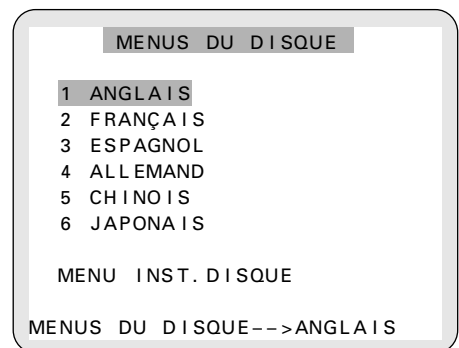 MENUS DU DISQUE
1 ANGLAIS
2 FRANÇAIS
3 ESPAGNOL
4 ALLEMAND
5 CHINOIS
6 JAPONAIS
MENU INST. DISQUE
MENUS DU DISQUE-->ANGLAIS